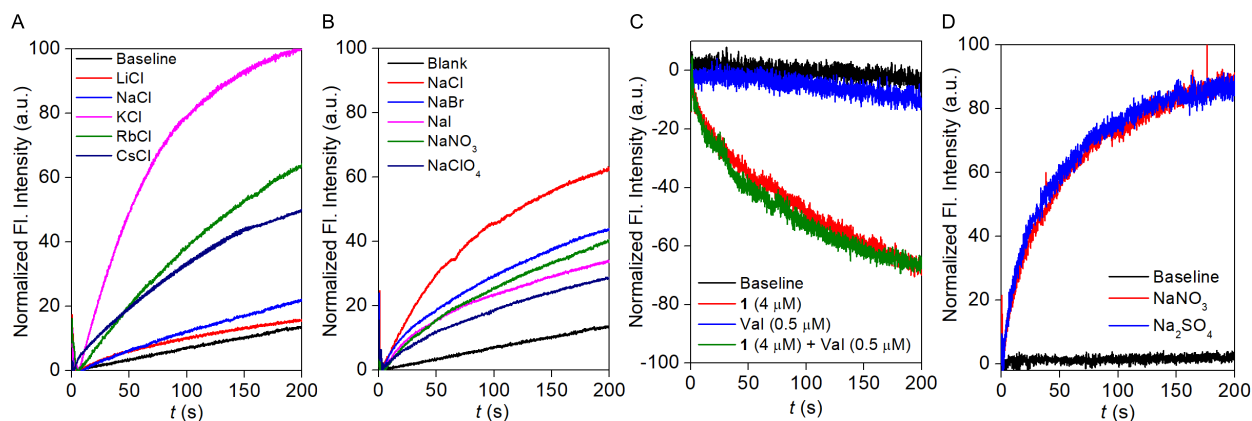 A
Normalized Fl. Intensity (a.u.)
100
80
60
40
20
0
Baseline
LiCl
NaCl
KCl
RbCl
CsCl
0 50 100 150 200
t (s)
B
Normalized Fl. Intensity (a.u.)
100
80
60
40
20
0
Blank
NaCl
NaBr
NaI
NaNO₃
NaClO₄
0 50 100 150 200
t (s)
C
Normalized Fl. Intensity (a.u.)
0
-20
-40
-60
-80
-100
Baseline
1 (4 μM)
Val (0.5 μM)
1 (4 μM) + Val (0.5 μM)
0 50 100 150 200
t (s)
D
Normalized Fl. Intensity (a.u.)
100
80
60
40
20
0
Baseline
NaNO₃
Na₂SO₄
0 50 100 150 200
t (s)